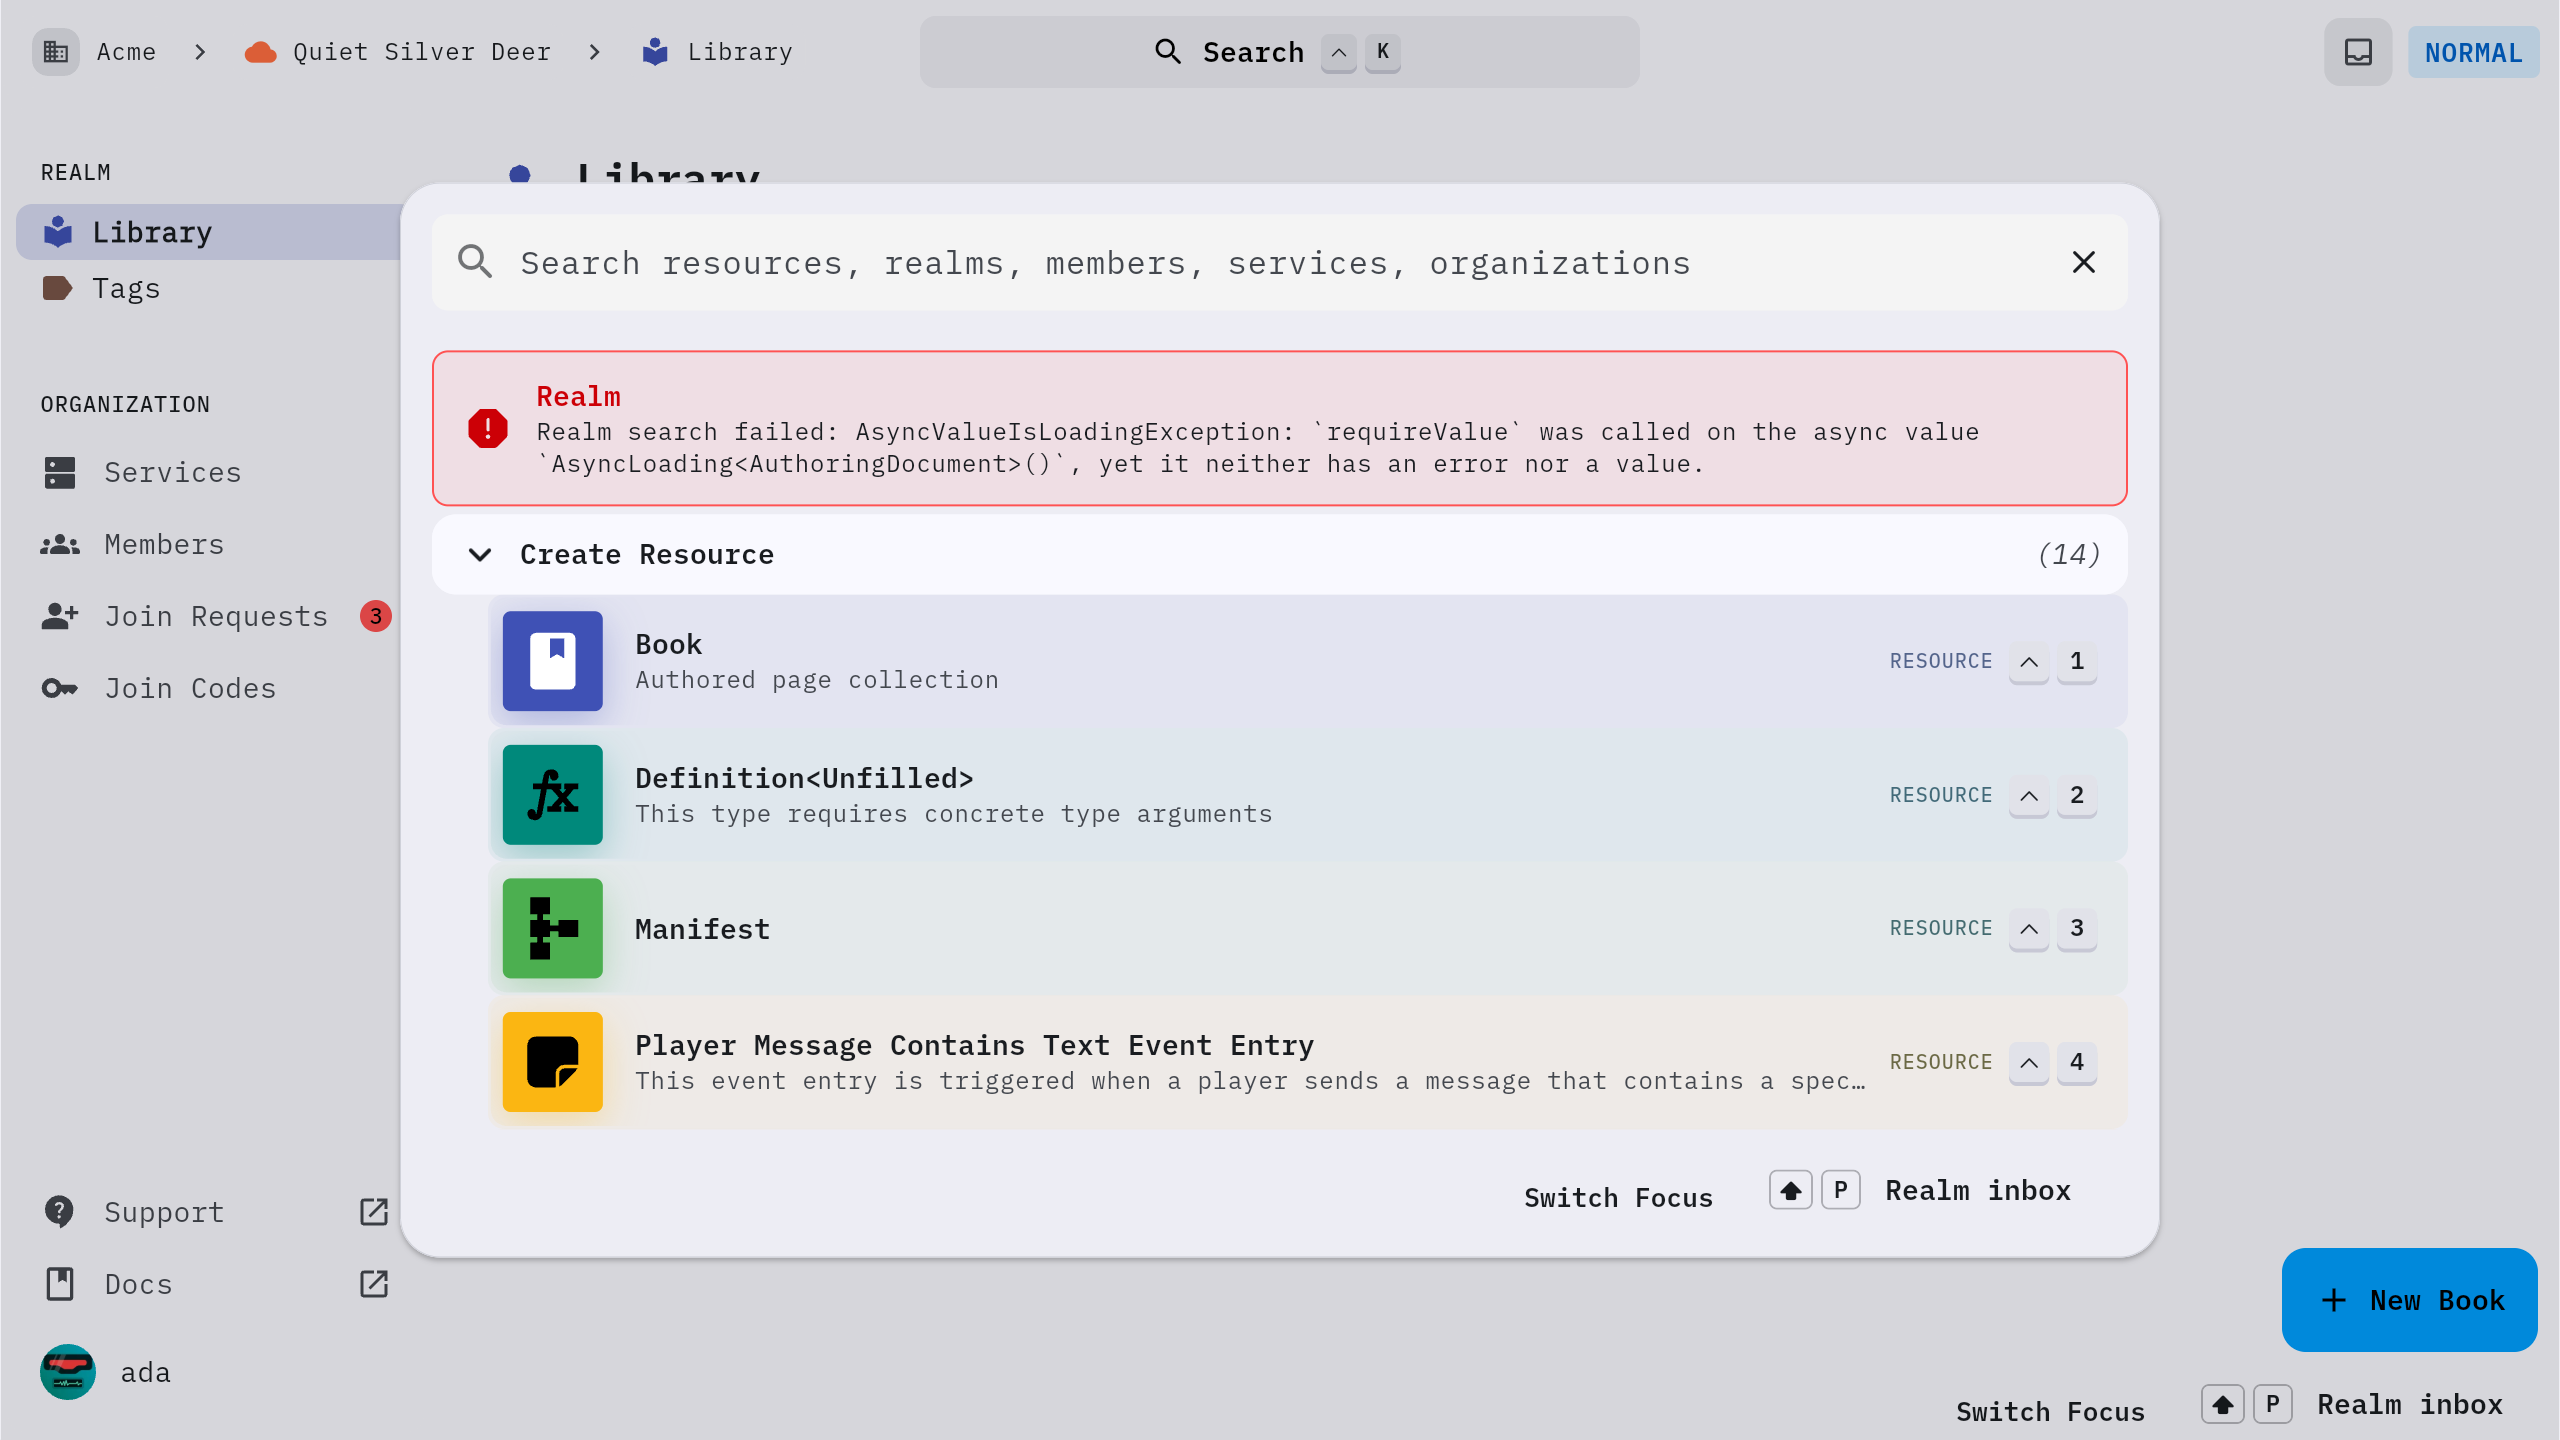 Acme
Quiet Silver Deer
Library
Search
K
NORMAL
REALM
Library
Library
Tags
ORGANIZATION
Services
Members
Join Requests
3
Join Codes
Support
Docs
ada
Search resources, realms, members, services, organizations
Realm
Realm search failed: AsyncValueIsLoadingException: `requireValue` was called on the async value
`AsyncLoading<AuthoringDocument>()`, yet it neither has an error nor a value.
Create Resource
(14)
Book
Authored page collection
RESOURCE
1
Definition<Unfilled>
This type requires concrete type arguments
RESOURCE
2
Manifest
RESOURCE
3
Player Message Contains Text Event Entry
This event entry is triggered when a player sends a message that contains a spec…
RESOURCE
4
Switch Focus
P
Realm inbox
New Book
Switch Focus
P
Realm inbox